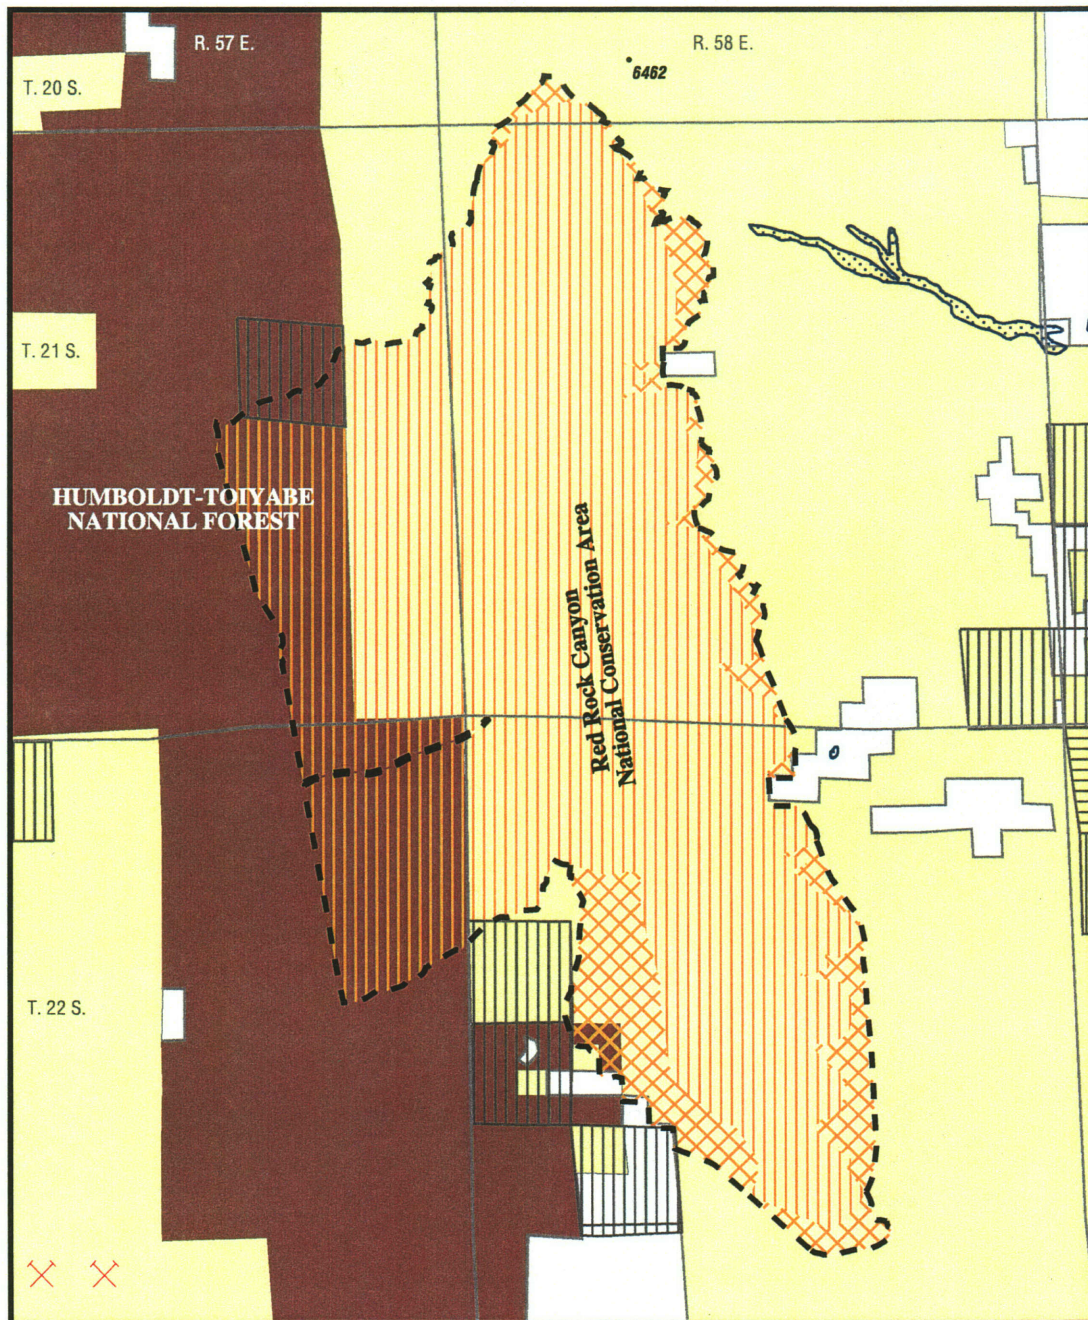 R. 57 E.
R. 58 E.
6462
T. 20 S.
T. 21 S.
HUMBOLDT-TOIYABE
NATIONAL FOREST
Red Rock Canyon
National Conservation Area
T. 22 S.